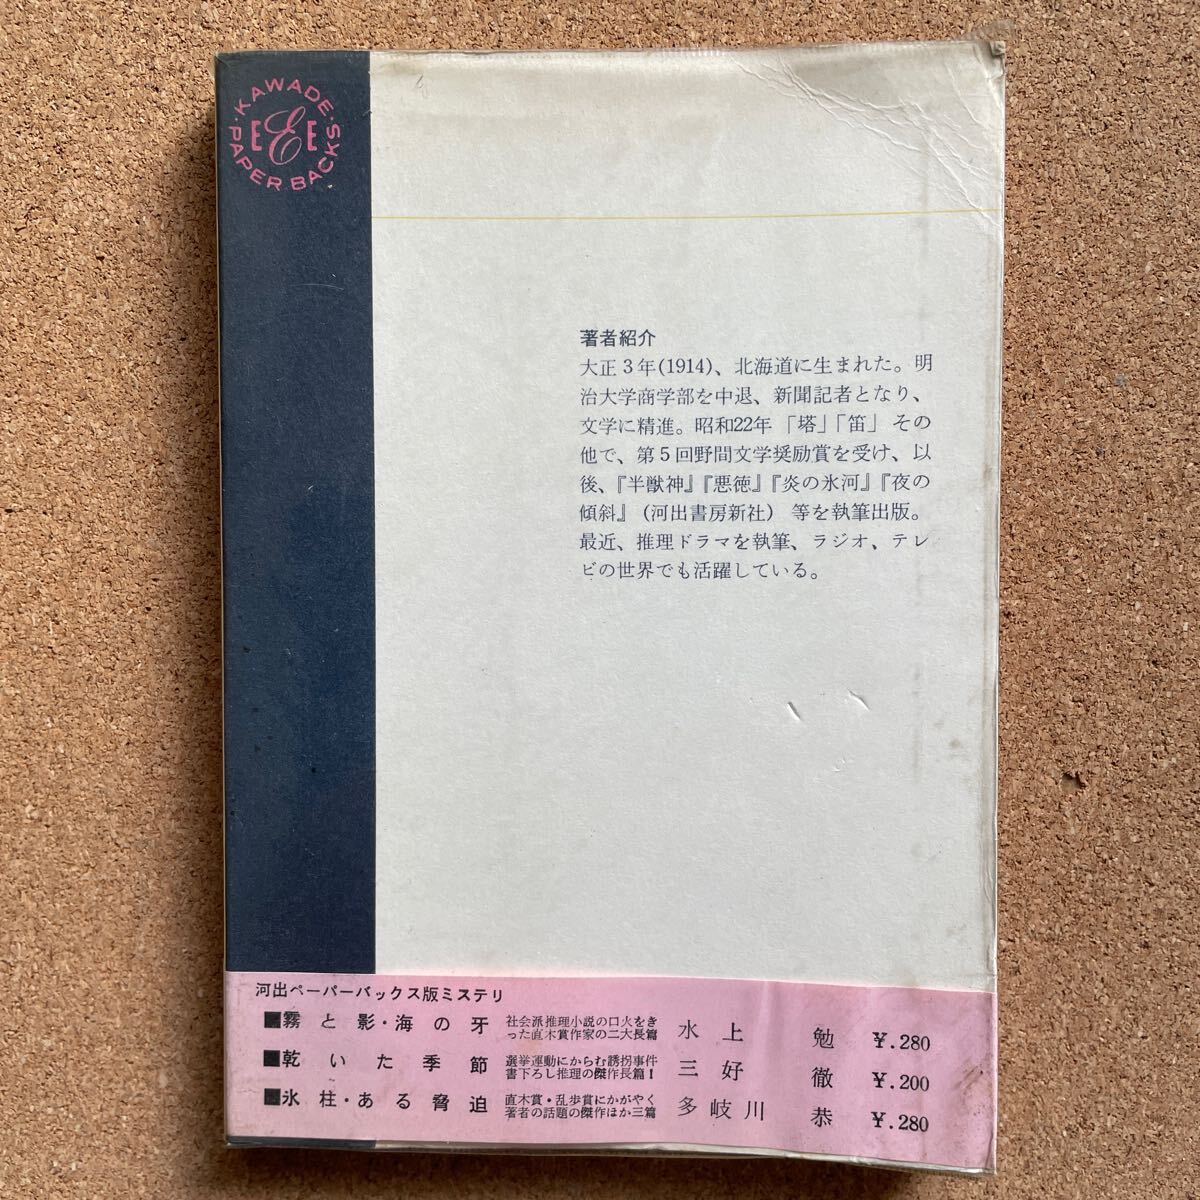 ・KAWADE・
PAPER BACKS
EEE
著者紹介
大正3年(1914)、北海道に生まれた。明
治大学商学部を中退、新聞記者となり、
文学に精進。昭和22年「塔」「笛」その
他で、第5回野間文学奨励賞を受け、以
後、『半獣神』『悪徳』『炎の氷河』『夜の
傾斜』(河出書房新社) 等を執筆出版。
最近、推理ドラマを執筆、ラジオ、テレ
ビの世界でも活躍している。
河出ペーパーバックス版ミステリ
■霧と影・海の牙 社会派推理小説の口火をき
った直木賞作家の二大長篇 水上 勉 ¥.280
■乾いた季節 選挙運動にからむ誘拐事件
書下ろし推理の傑作長篇! 三好 徹 ¥.200
■氷柱・ある脅迫 直木賞・乱歩賞にかがやく
著者の話題の傑作ほか三篇 多岐川 恭 ¥.280